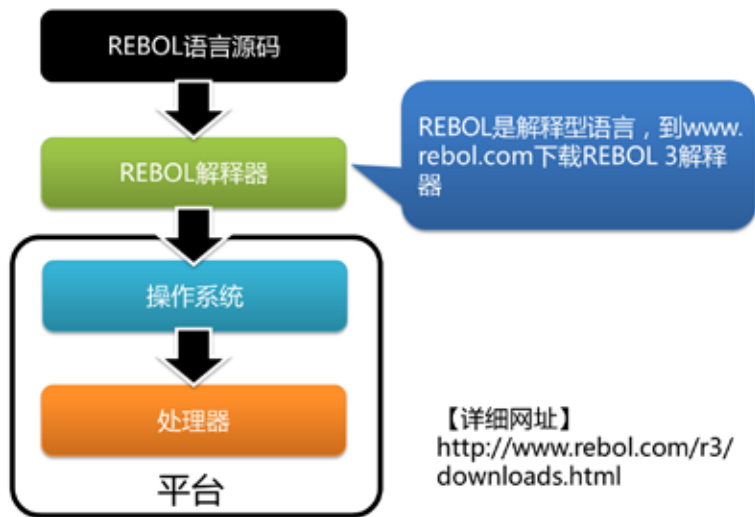 REBOL语言源码
REBOL解释器
REBOL是解释型语言，到www.
rebol.com下载REBOL 3解释
器
操作系统
处理器
平台
【详细网址】
http://www.rebol.com/r3/
downloads.html